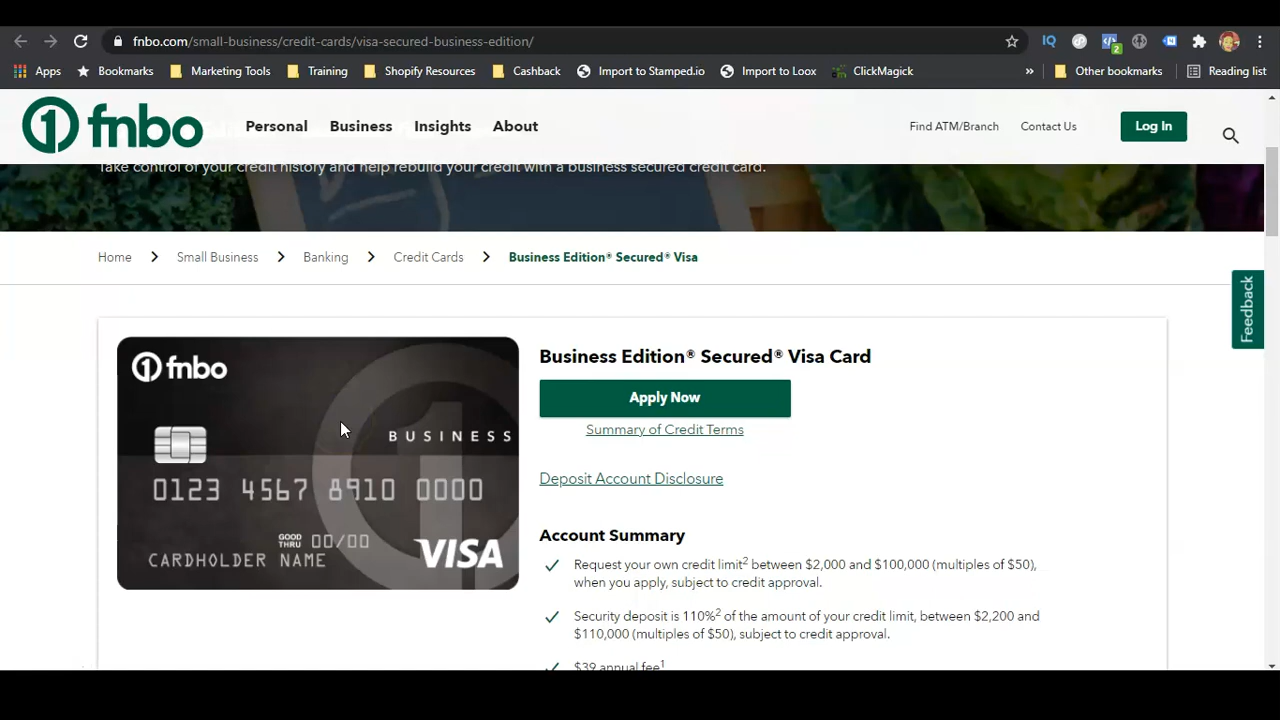 fnbo.com/small-business/credit-cards/visa-secured-business-edition/
IQ
2
Apps Bookmarks Marketing Tools Training Shopify Resources Cashback Import to Stamped.io Import to Loox ClickMagick » Other bookmarks Reading list
1 fnbo Personal Business Insights About Find ATM/Branch Contact Us Log In
Take control of your credit history and help rebuild your credit with a business secured credit card.
Home Small Business Banking Credit Cards Business Edition® Secured® Visa
Feedback
1 fnbo
BUSINESS
0123 4567 8910 0000
GOOD THRU 00/00
CARDHOLDER NAME
VISA
Business Edition® Secured® Visa Card
Apply Now
Summary of Credit Terms
Deposit Account Disclosure
Account Summary
Request your own credit limit² between $2,000 and $100,000 (multiples of $50),
when you apply, subject to credit approval.
Security deposit is 110%² of the amount of your credit limit, between $2,200 and
$110,000 (multiples of $50), subject to credit approval.
$39 annual fee¹